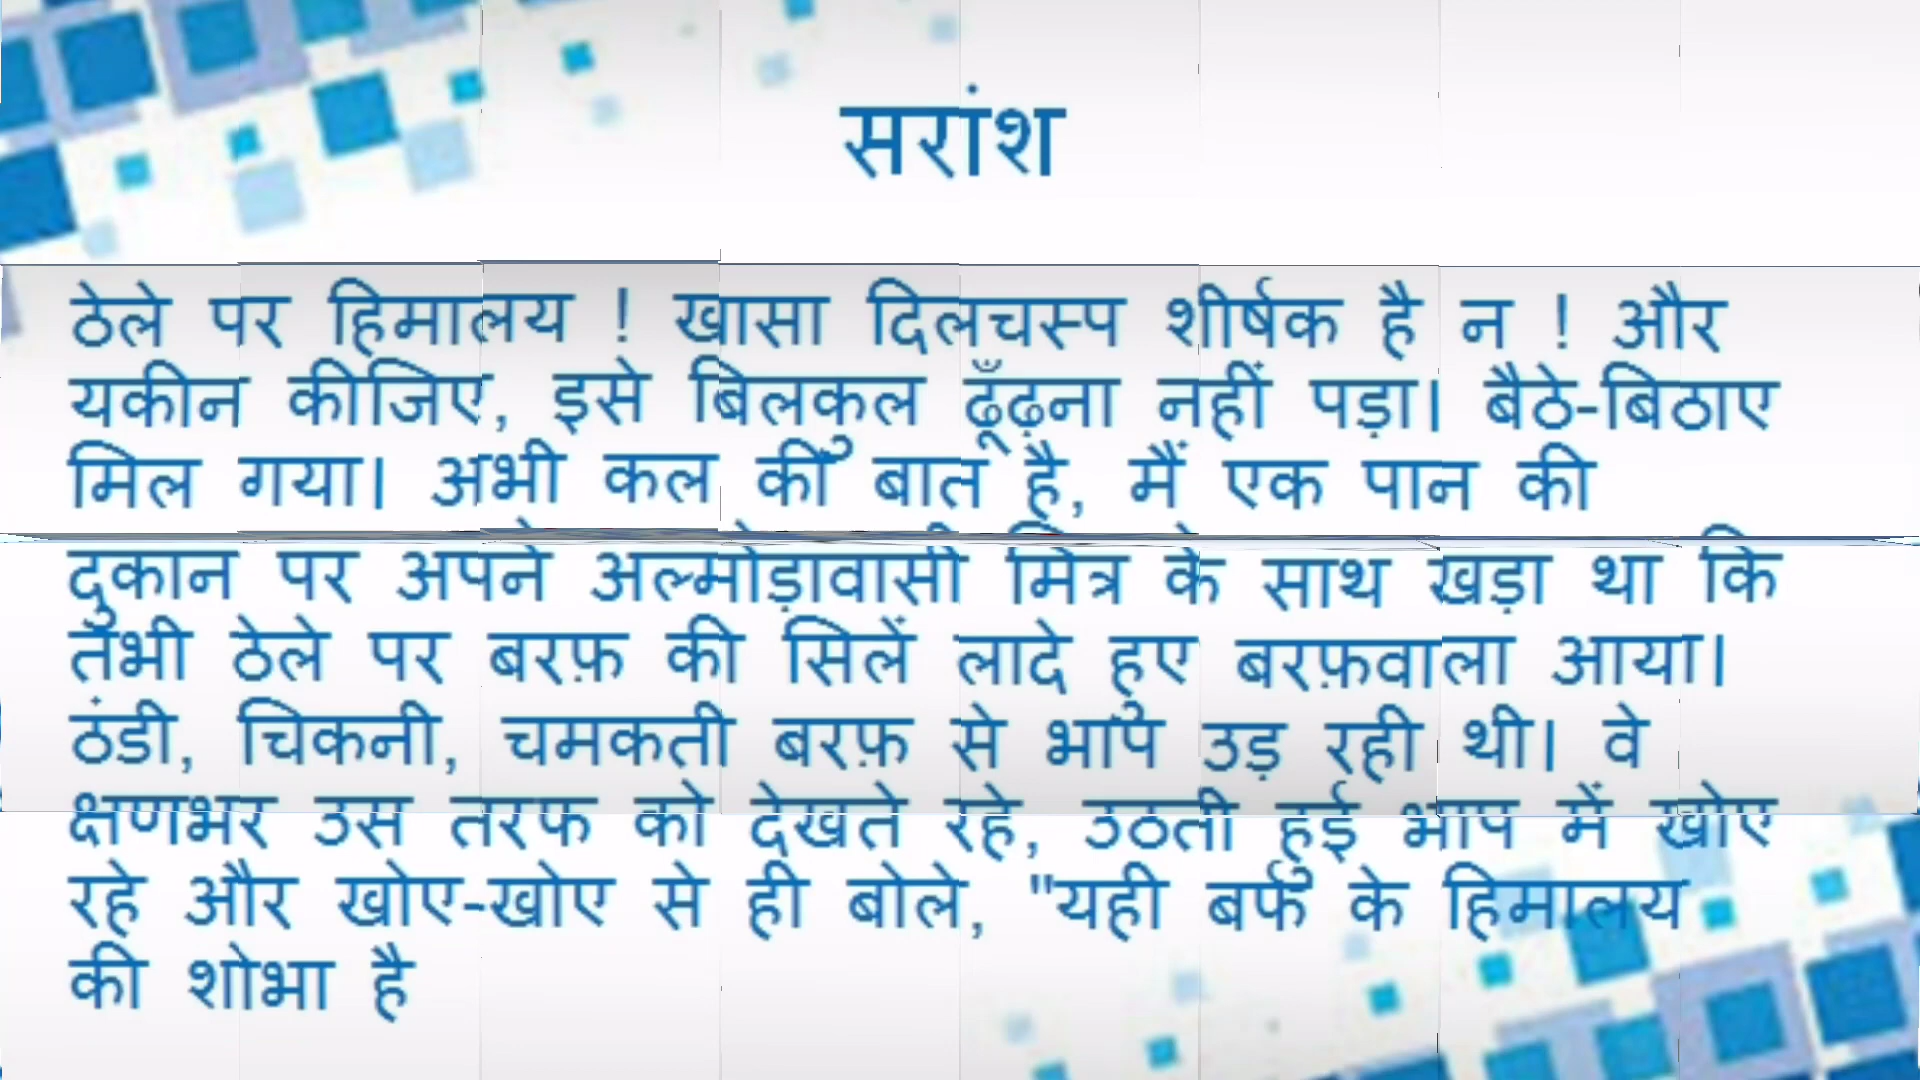 सरांश
ठेले पर हिमालय ! खासा दिलचस्प शीर्षक है न ! और
यकीन कीजिए, इसे बिलकुल ढूँढ़ना नहीं पड़ा। बैठे-बिठाए
मिल गया। अभी कल की बात है, मैं एक पान की
दुकान पर अपने अल्मोड़ावासी मित्र के साथ खड़ा था कि
तभी ठेले पर बरफ़ की सिलें लादे हुए बरफ़वाला आया।
ठंडी, चिकनी, चमकती बरफ़ से भाप उड़ रही थी। वे
क्षणभर उस तरफ को देखते रहे, उठती हुई भाप में खोए
रहे और खोए-खोए से ही बोले, "यही बर्फ के हिमालय
की शोभा है